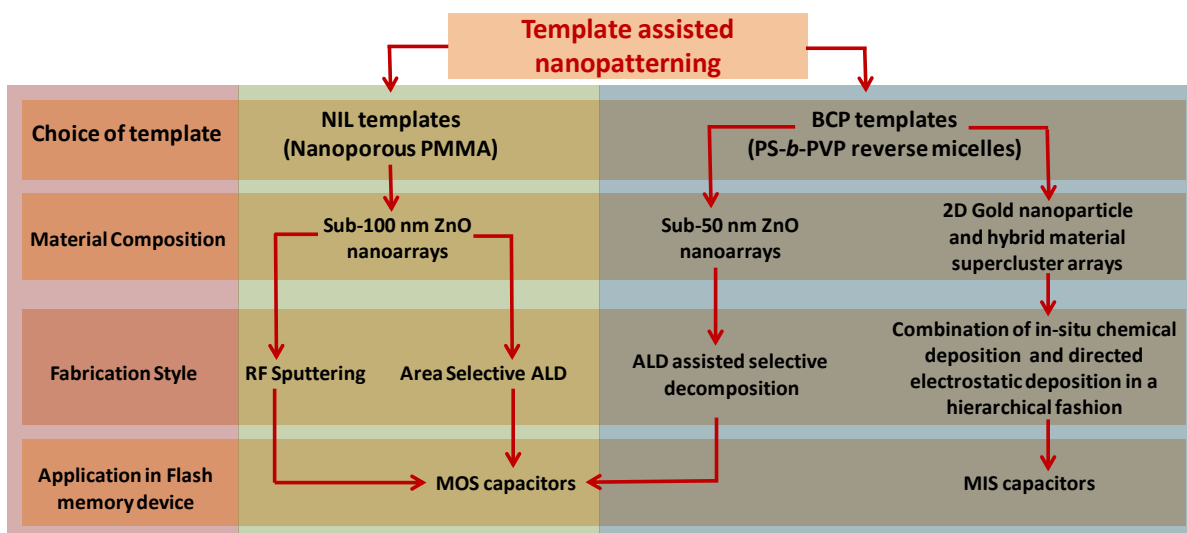 Template assisted
nanopatterning
Choice of template
NIL templates
(Nanoporous PMMA)
BCP templates
(PS-b-PVP reverse micelles)
Material Composition
Sub-100 nm ZnO
nanoarrays
Sub-50 nm ZnO
nanoarrays
2D Gold nanoparticle
and hybrid material
supercluster arrays
Fabrication Style
RF Sputtering
Area Selective ALD
ALD assisted selective
decomposition
Combination of in-situ chemical
deposition and directed
electrostatic deposition in a
hierarchical fashion
Application in Flash
memory device
MOS capacitors
MIS capacitors